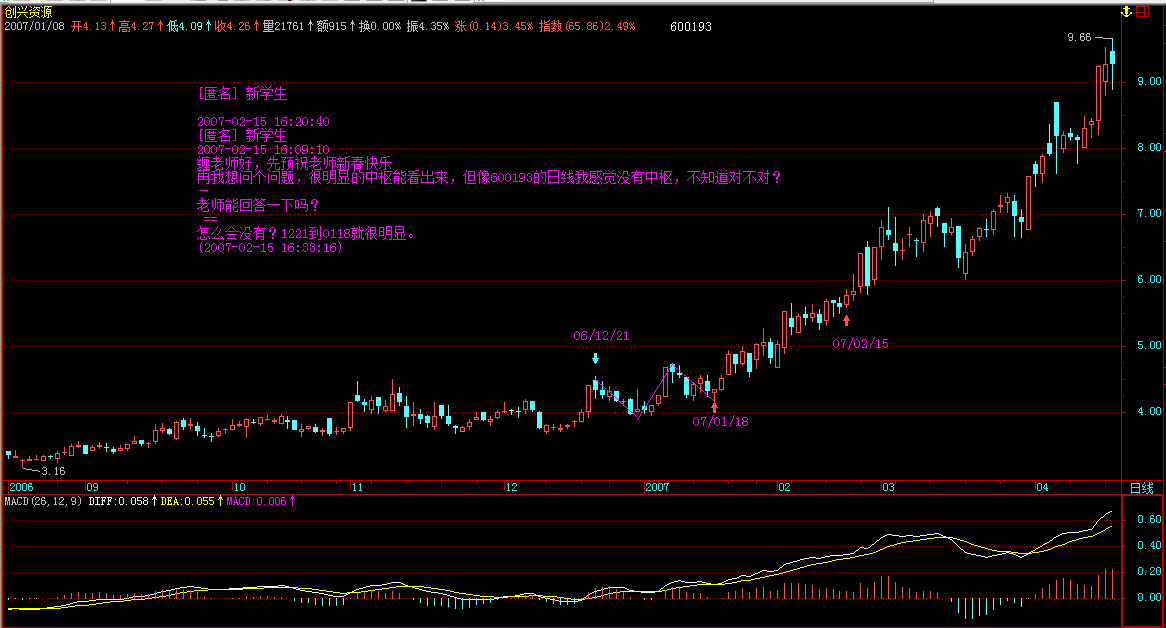 创兴资源
2007/01/08 开4.13↑高4.27↑低4.09↑收4.26↑量21761↑额915↑换0.00% 振4.35% 涨(0.14)3.45% 指数(65.86)2.49% 600193
9.66
[匿名] 新学生
2007-02-15 16:20:40
[匿名] 新学生
2007-02-15 16:09:10
缠老师好，先预祝老师新春快乐
再我想问个问题，很明显的中枢能看出来，但像600193的日线我感觉没有中枢，不知道对不对？
老师能回答一下吗？
==
怎么会没有？1221到0118就很明显。
(2007-02-15 16:33:16)
9.00
8.00
7.00
6.00
5.00
4.00
06/12/21
07/02/15
07/01/18
3.16
2006 09 10 11 12 2007 02 03 04 日线
MACD(26,12,9) DIFF:0.058↑DEA:0.055↑MACD:0.006↑
0.60
0.40
0.20
0.00